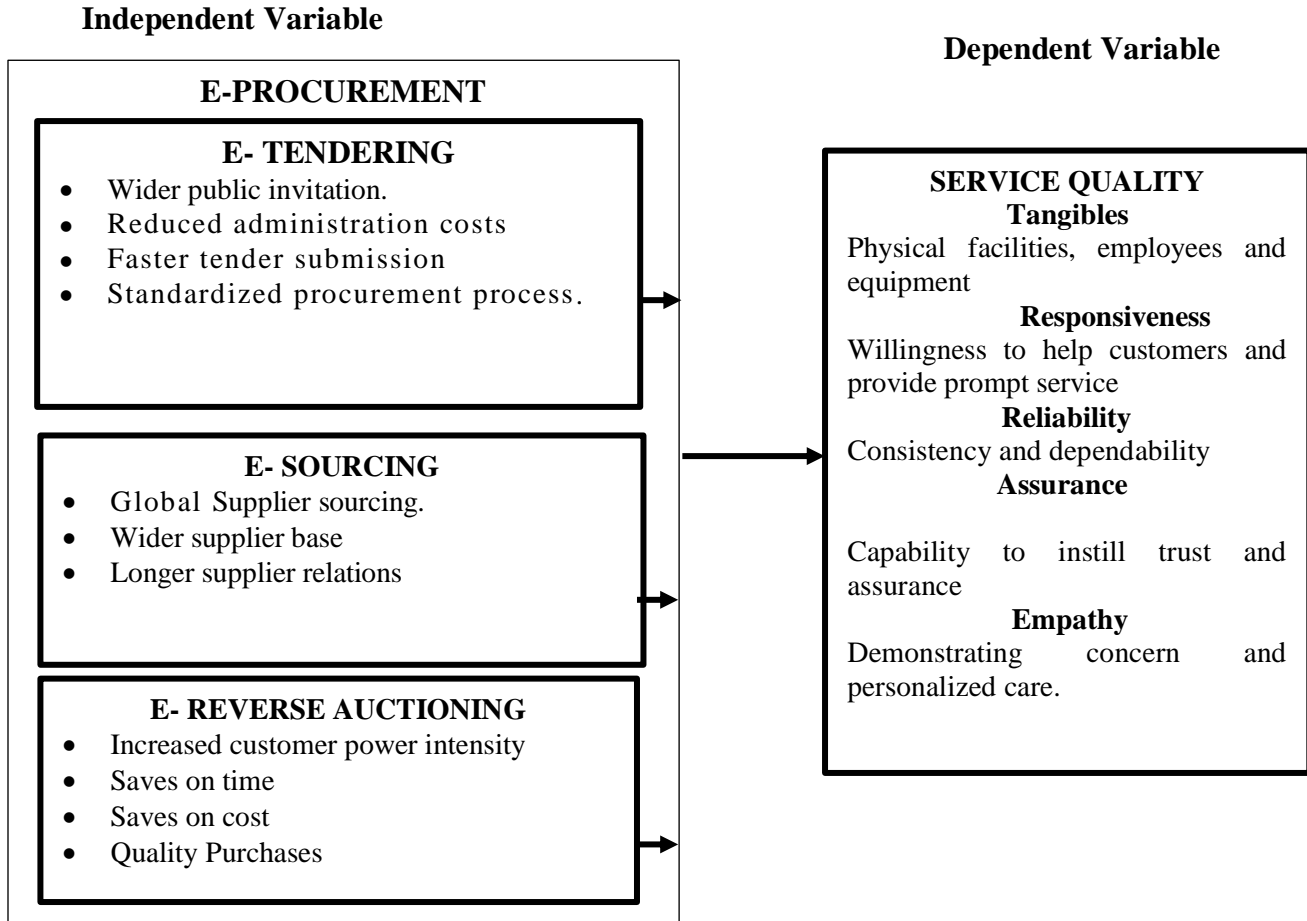 Independent Variable
Dependent Variable
E-PROCUREMENT
E- TENDERING
• Wider public invitation.
• Reduced administration costs
• Faster tender submission
• Standardized procurement process.
E- SOURCING
• Global Supplier sourcing.
• Wider supplier base
• Longer supplier relations
E- REVERSE AUCTIONING
• Increased customer power intensity
• Saves on time
• Saves on cost
• Quality Purchases
SERVICE QUALITY
Tangibles
Physical facilities, employees and
equipment
Responsiveness
Willingness to help customers and
provide prompt service
Reliability
Consistency and dependability
Assurance
Capability to instill trust and
assurance
Empathy
Demonstrating concern and
personalized care.